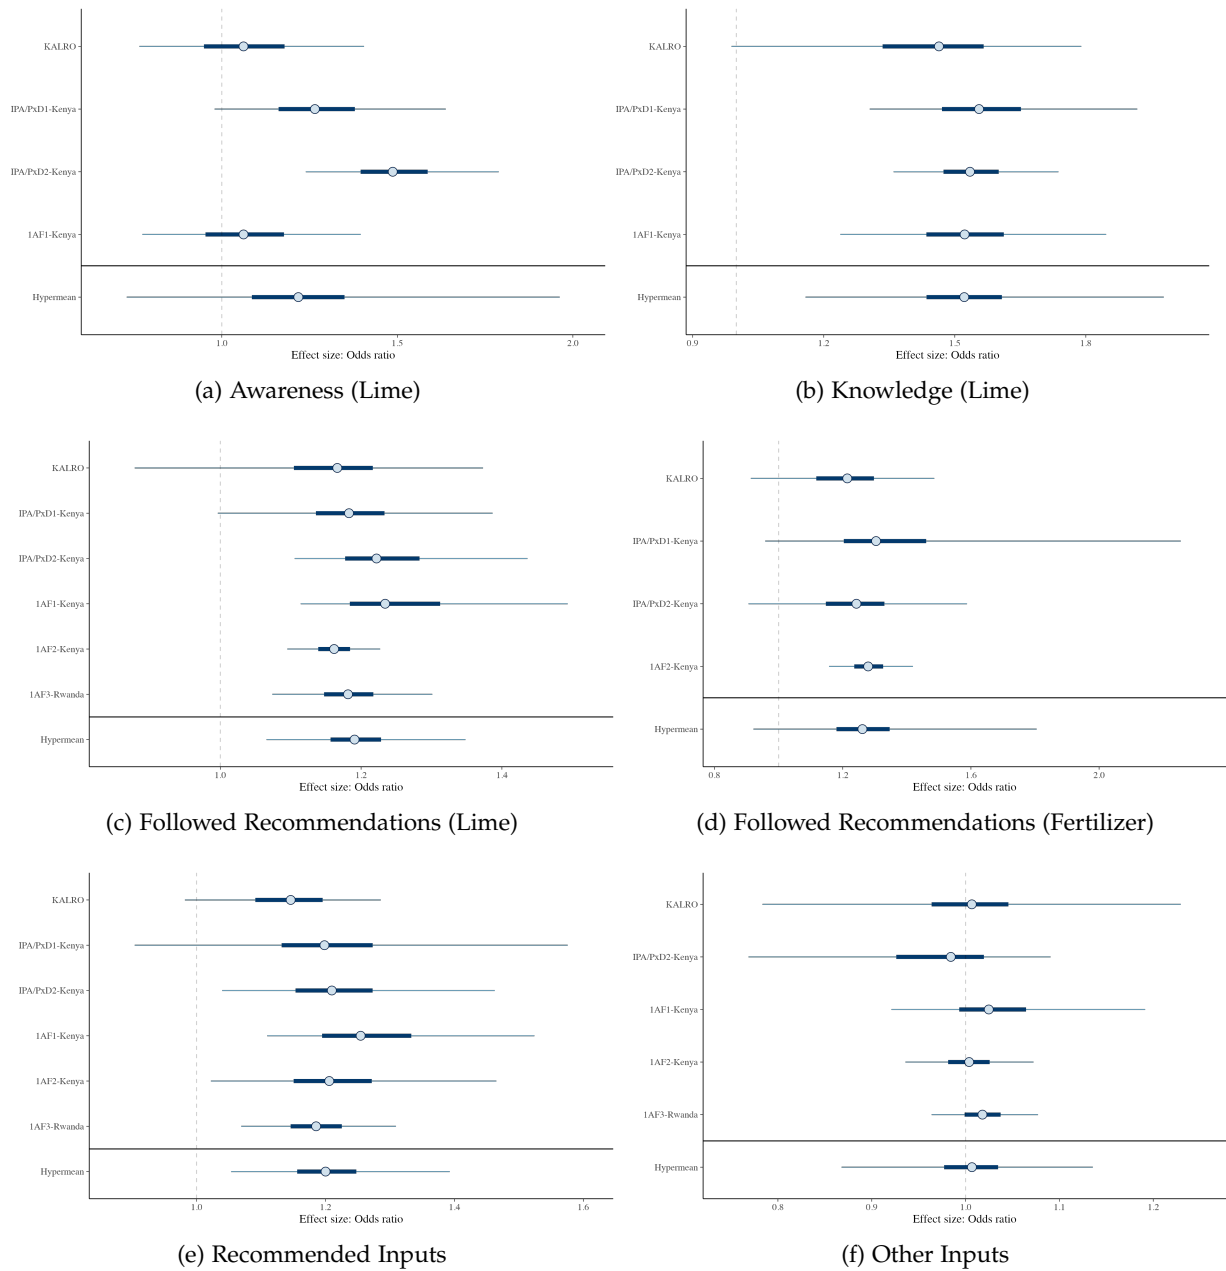 KALRO
IPA/PxD1-Kenya
IPA/PxD2-Kenya
1AF1-Kenya
Hypermean
1.0 1.5 2.0
Effect size: Odds ratio
(a) Awareness (Lime)
KALRO
IPA/PxD1-Kenya
IPA/PxD2-Kenya
1AF1-Kenya
Hypermean
0.9 1.2 1.5 1.8
Effect size: Odds ratio
(b) Knowledge (Lime)
KALRO
IPA/PxD1-Kenya
IPA/PxD2-Kenya
1AF1-Kenya
1AF2-Kenya
1AF3-Rwanda
Hypermean
1.0 1.2 1.4
Effect size: Odds ratio
(c) Followed Recommendations (Lime)
KALRO
IPA/PxD1-Kenya
IPA/PxD2-Kenya
1AF2-Kenya
Hypermean
0.8 1.2 1.6 2.0
Effect size: Odds ratio
(d) Followed Recommendations (Fertilizer)
KALRO
IPA/PxD1-Kenya
IPA/PxD2-Kenya
1AF1-Kenya
1AF2-Kenya
1AF3-Rwanda
Hypermean
1.0 1.2 1.4 1.6
Effect size: Odds ratio
(e) Recommended Inputs
KALRO
IPA/PxD2-Kenya
1AF1-Kenya
1AF2-Kenya
1AF3-Rwanda
Hypermean
0.8 0.9 1.0 1.1 1.2
Effect size: Odds ratio
(f) Other Inputs